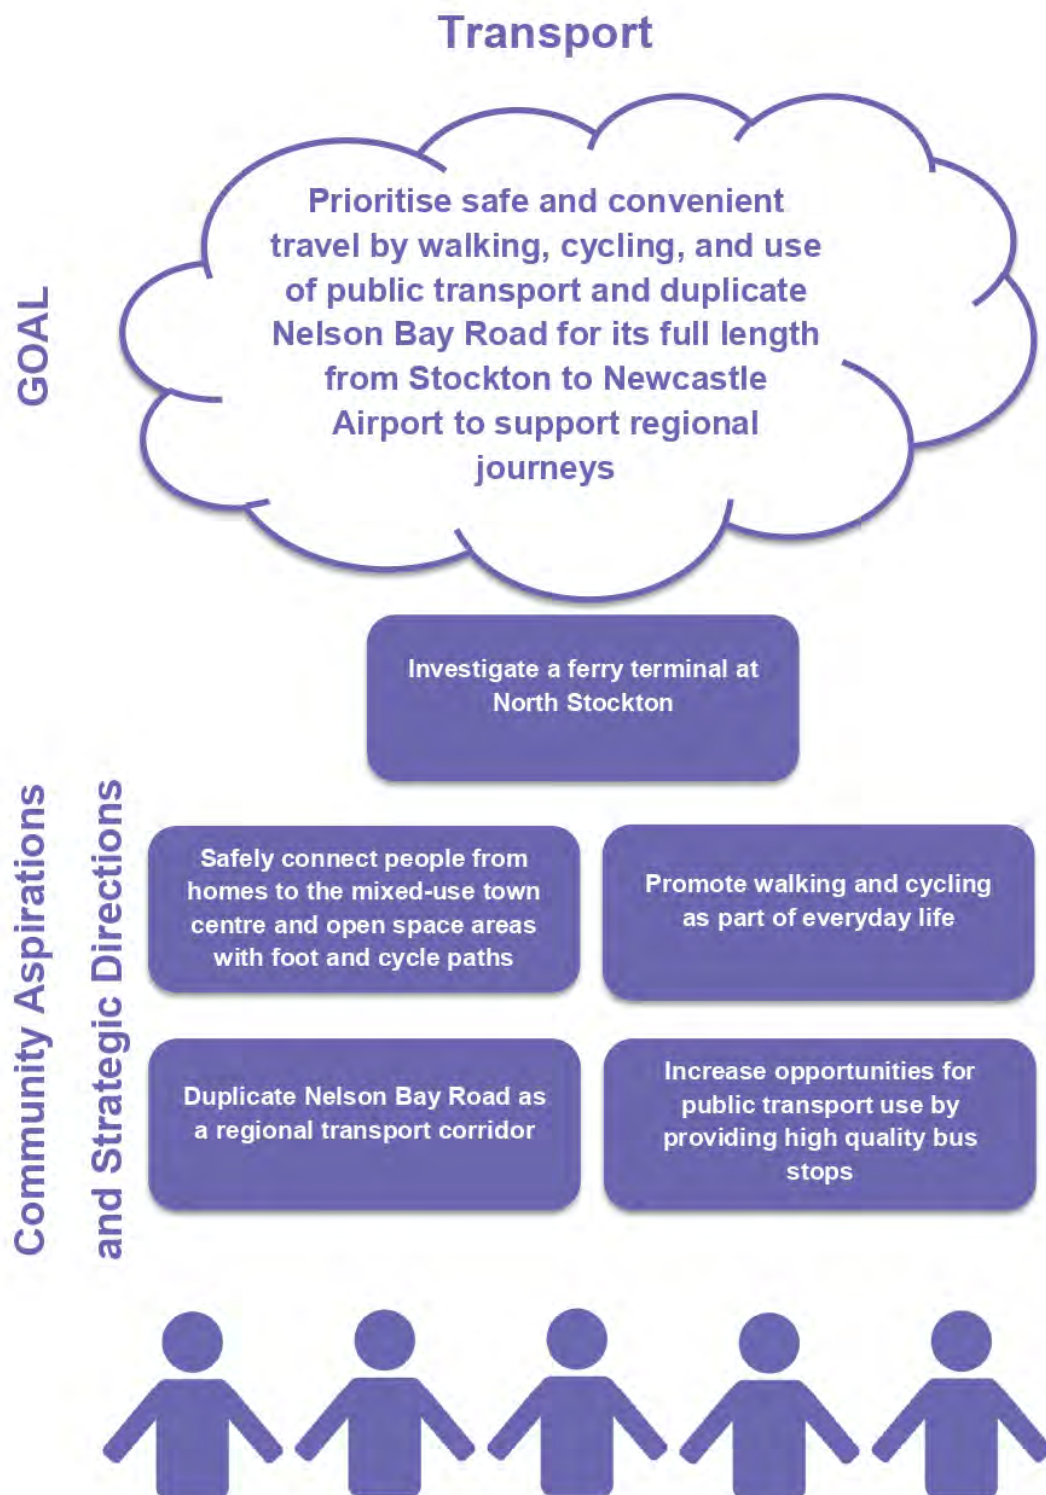 Transport
GOAL
Prioritise safe and convenient
travel by walking, cycling, and use
of public transport and duplicate
Nelson Bay Road for its full length
from Stockton to Newcastle
Airport to support regional
journeys
Investigate a ferry terminal at
North Stockton
Community Aspirations
and Strategic Directions
Safely connect people from
homes to the mixed-use town
centre and open space areas
with foot and cycle paths
Promote walking and cycling
as part of everyday life
Duplicate Nelson Bay Road as
a regional transport corridor
Increase opportunities for
public transport use by
providing high quality bus
stops